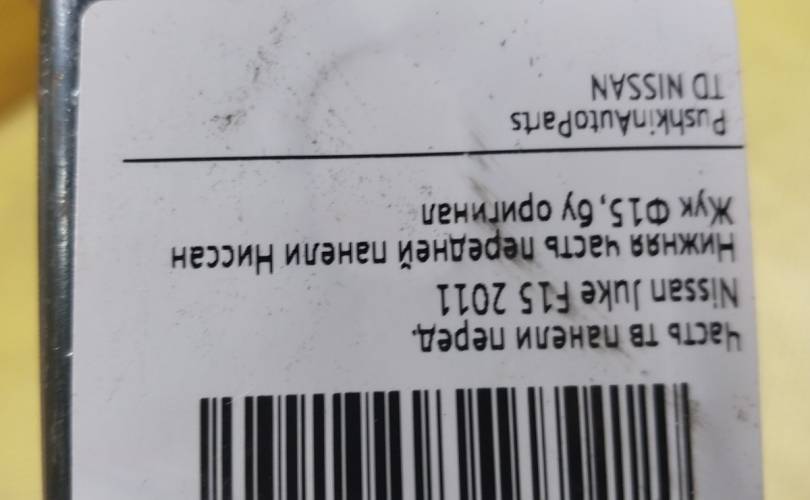 Часть тв панели перед.
Nissan Juke F15 2011
Нижняя часть передней панели Ниссан
Жук Ф15,бу оригинал
PushkinAutoParts
TD NISSAN